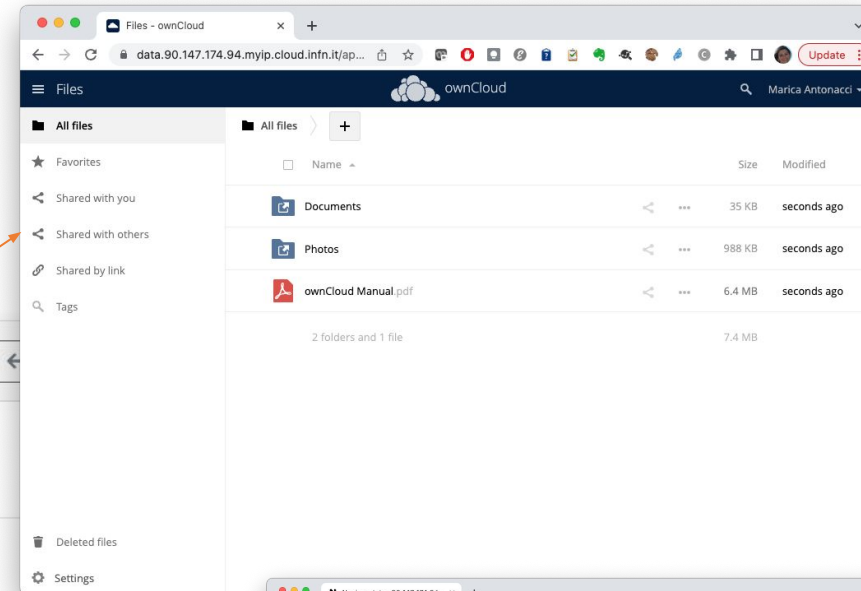 Files - ownCloud
data.90.147.174.94.myip.cloud.infn.it/ap...
Update
Files
ownCloud
Marica Antonacci
All files
Favorites
Shared with you
Shared with others
Shared by link
Tags
Deleted files
Settings
All files
Name Size Modified
Documents 35 KB seconds ago
Photos 988 KB seconds ago
ownCloud Manual.pdf 6.4 MB seconds ago
2 folders and 1 file 7.4 MB